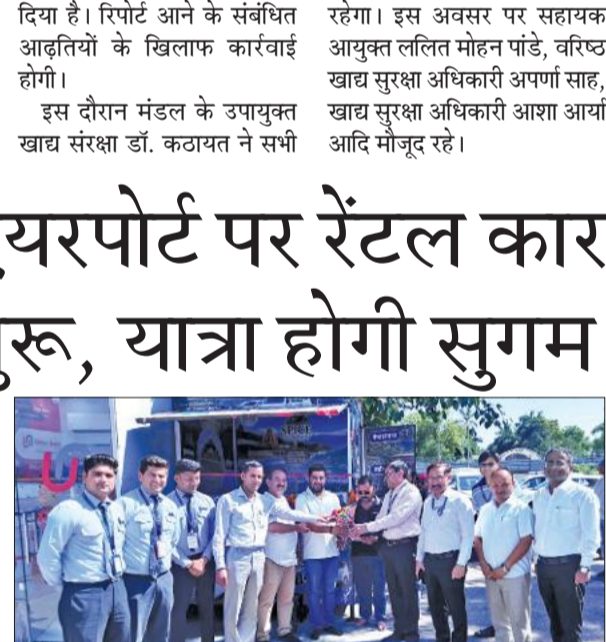 दिया है। रिपोर्ट आने के संबंधित
आढ़तियों के खिलाफ कार्रवाई
होगी।
इस दौरान मंडल के उपायुक्त
खाद्य संरक्षा डॉ. कठायत ने सभी
रहेगा। इस अवसर पर सहायक
आयुक्त ललित मोहन पांडे, वरिष्ठ
खाद्य सुरक्षा अधिकारी अपर्णा साह,
खाद्य सुरक्षा अधिकारी आशा आर्या
आदि मौजूद रहे।
यरपोर्ट पर रेंटल कार
रू, यात्रा होगी सुगम